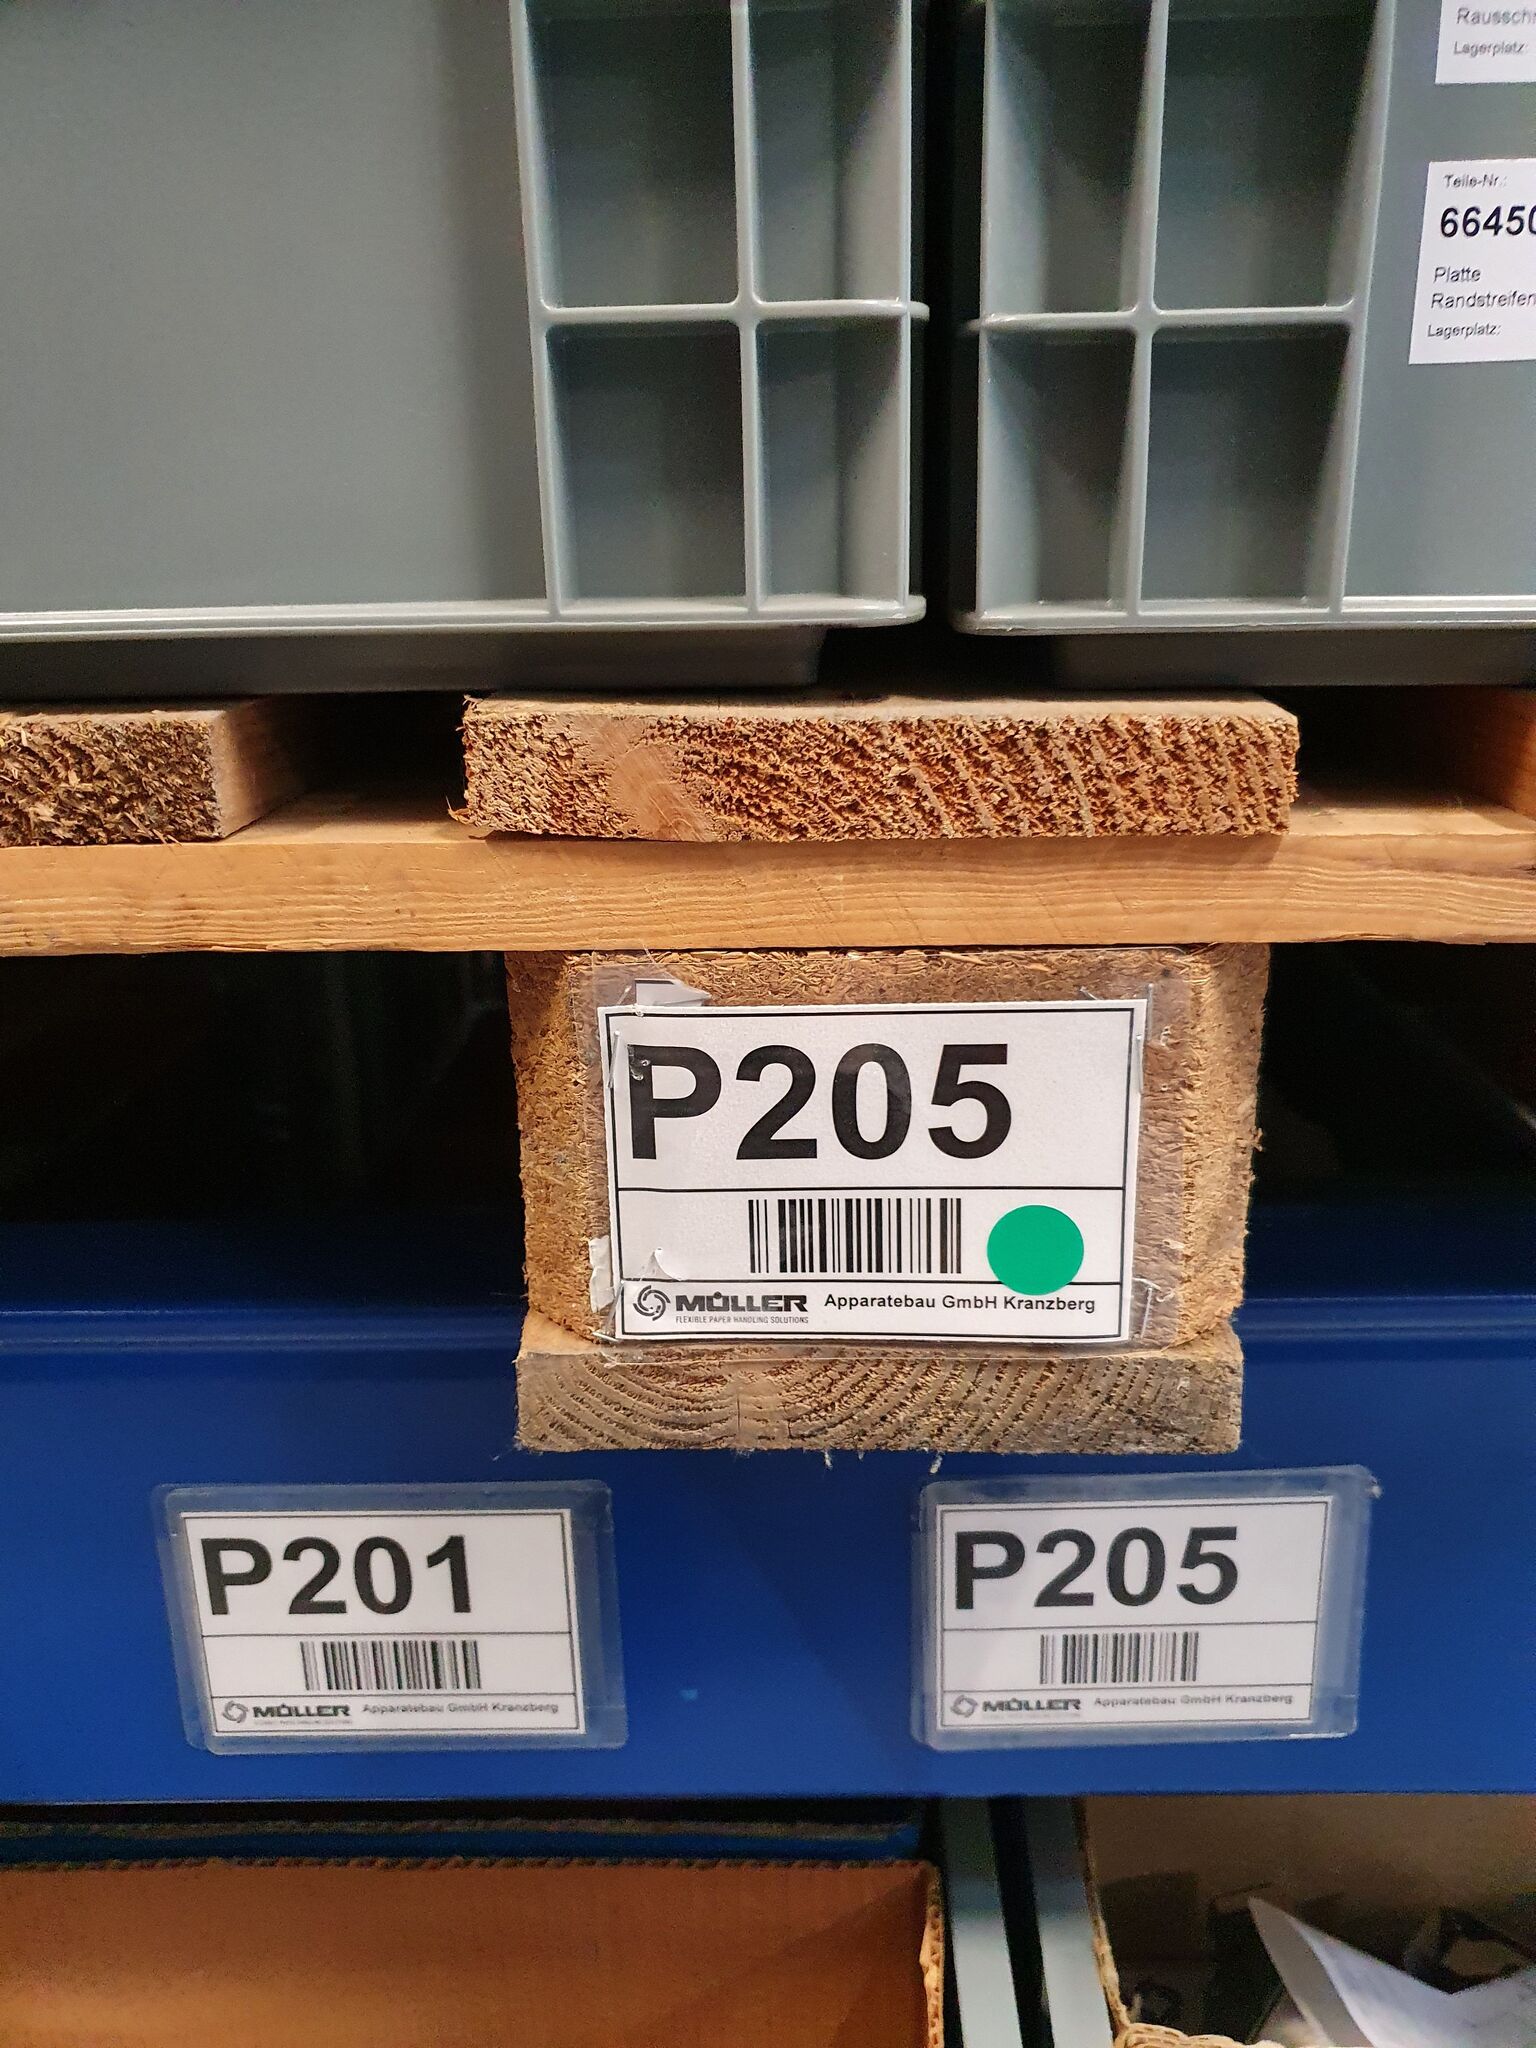 Lagerplatz:
Teile-Nr.:
66450
Platte
Randstreifen
Lagerplatz:
P205
MÜLLER Apparatebau GmbH Kranzberg
FLEXIBLE PAPER HANDLING SOLUTIONS
P201
P205
MÜLLER Apparatebau GmbH Kranzberg
MÜLLER Apparatebau GmbH Kranzberg